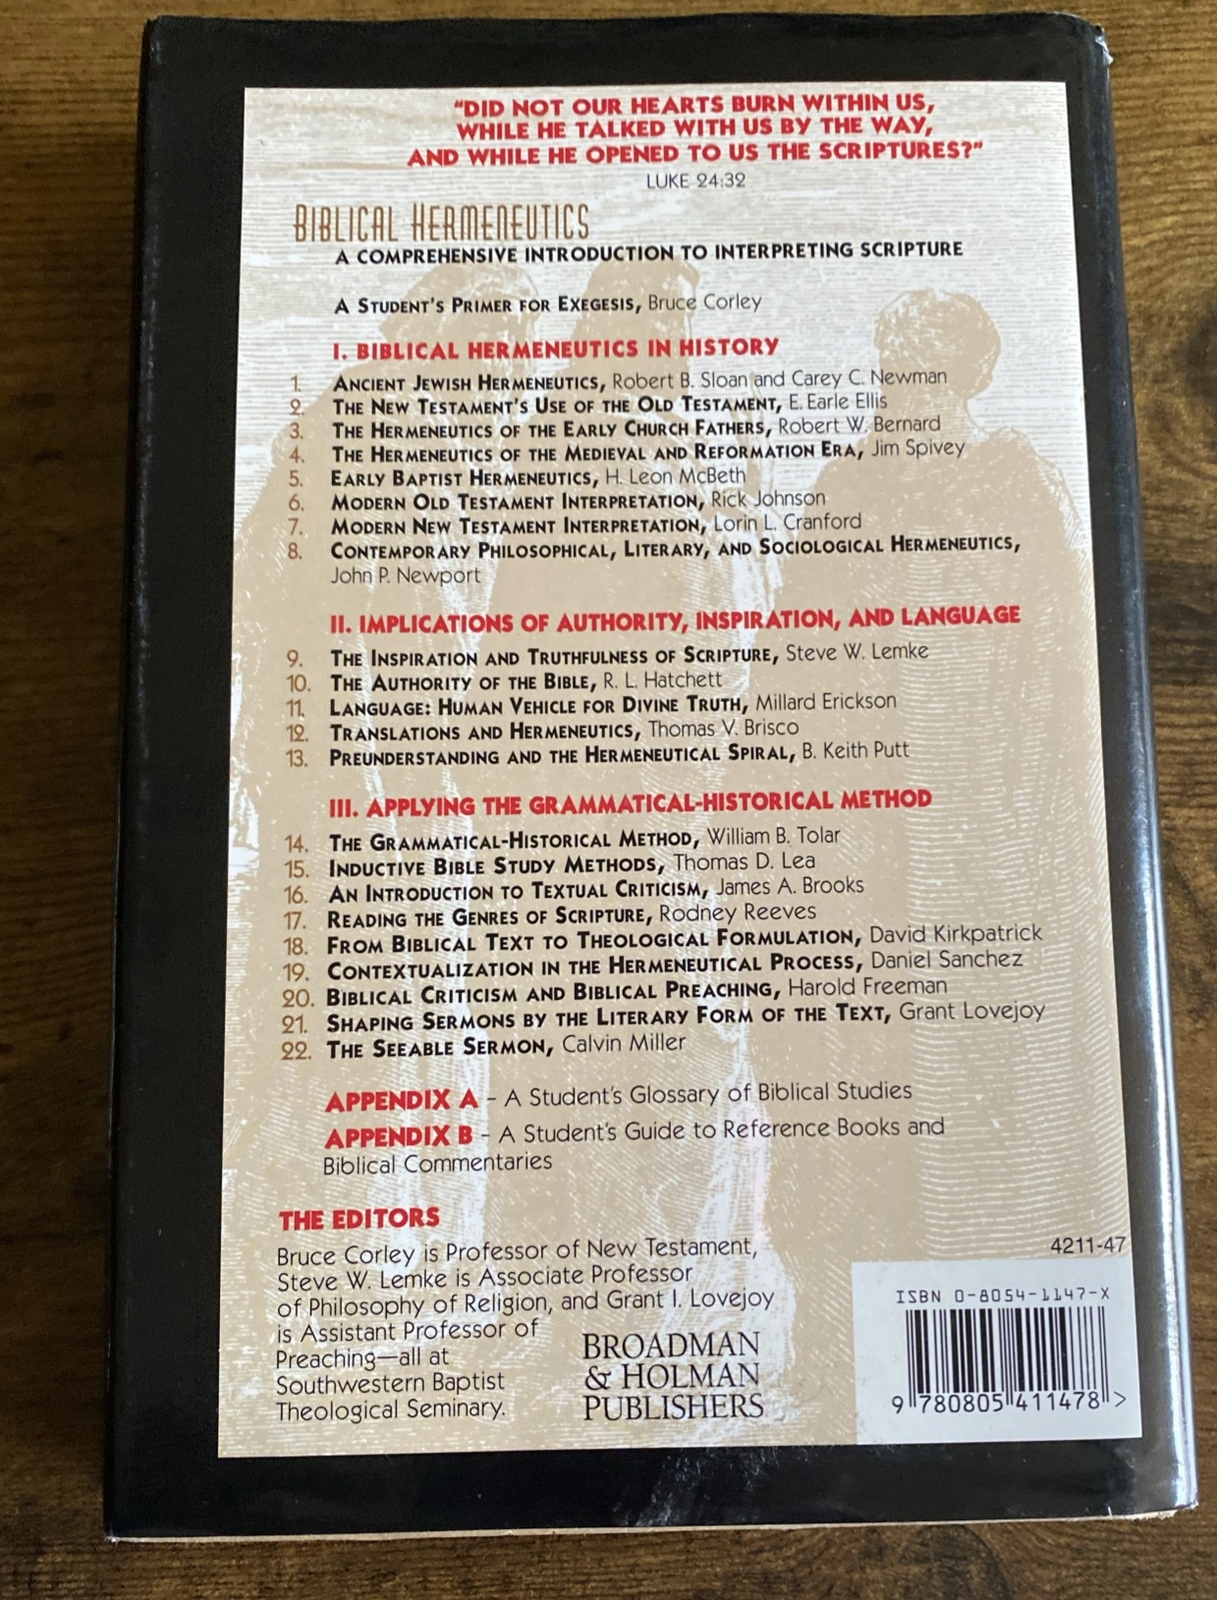 “DID NOT OUR HEARTS BURN WITHIN US,
WHILE HE TALKED WITH US BY THE WAY,
AND WHILE HE OPENED TO US THE SCRIPTURES?”
LUKE 24:32
BIBLICAL HERMENEUTICS
A COMPREHENSIVE INTRODUCTION TO INTERPRETING SCRIPTURE
A STUDENT'S PRIMER FOR EXEGESIS, Bruce Corley
I. BIBLICAL HERMENEUTICS IN HISTORY
1. ANCIENT JEWISH HERMENEUTICS, Robert B. Sloan and Carey C. Newman
2. THE NEW TESTAMENT'S USE OF THE OLD TESTAMENT, E. Earle Ellis
3. THE HERMENEUTICS OF THE EARLY CHURCH FATHERS, Robert W. Bernard
4. THE HERMENEUTICS OF THE MEDIEVAL AND REFORMATION ERA, Jim Spivey
5. EARLY BAPTIST HERMENEUTICS, H. Leon McBeth
6. MODERN OLD TESTAMENT INTERPRETATION, Rick Johnson
7. MODERN NEW TESTAMENT INTERPRETATION, Lorin L. Cranford
8. CONTEMPORARY PHILOSOPHICAL, LITERARY, AND SOCIOLOGICAL HERMENEUTICS,
John P. Newport
II. IMPLICATIONS OF AUTHORITY, INSPIRATION, AND LANGUAGE
9. THE INSPIRATION AND TRUTHFULNESS OF SCRIPTURE, Steve W. Lemke
10. THE AUTHORITY OF THE BIBLE, R. L. Hatchett
11. LANGUAGE: HUMAN VEHICLE FOR DIVINE TRUTH, Millard Erickson
12. TRANSLATIONS AND HERMENEUTICS, Thomas V. Brisco
13. PREUNDERSTANDING AND THE HERMENEUTICAL SPIRAL, B. Keith Putt
III. APPLYING THE GRAMMATICAL-HISTORICAL METHOD
14. THE GRAMMATICAL-HISTORICAL METHOD, William B. Tolar
15. INDUCTIVE BIBLE STUDY METHODS, Thomas D. Lea
16. AN INTRODUCTION TO TEXTUAL CRITICISM, James A. Brooks
17. READING THE GENRES OF SCRIPTURE, Rodney Reeves
18. FROM BIBLICAL TEXT TO THEOLOGICAL FORMULATION, David Kirkpatrick
19. CONTEXTUALIZATION IN THE HERMENEUTICAL PROCESS, Daniel Sanchez
20. BIBLICAL CRITICISM AND BIBLICAL PREACHING, Harold Freeman
21. SHAPING SERMONS BY THE LITERARY FORM OF THE TEXT, Grant Lovejoy
22. THE SEEABLE SERMON, Calvin Miller
APPENDIX A - A Student's Glossary of Biblical Studies
APPENDIX B - A Student's Guide to Reference Books and
Biblical Commentaries
THE EDITORS
Bruce Corley is Professor of New Testament,
Steve W. Lemke is Associate Professor
of Philosophy of Religion, and Grant I. Lovejoy
is Assistant Professor of
Preaching—all at
Southwestern Baptist
Theological Seminary.
BROADMAN
& HOLMAN
PUBLISHERS
4211-47
ISBN 0-8054-1147-X
9 780805 411478 >